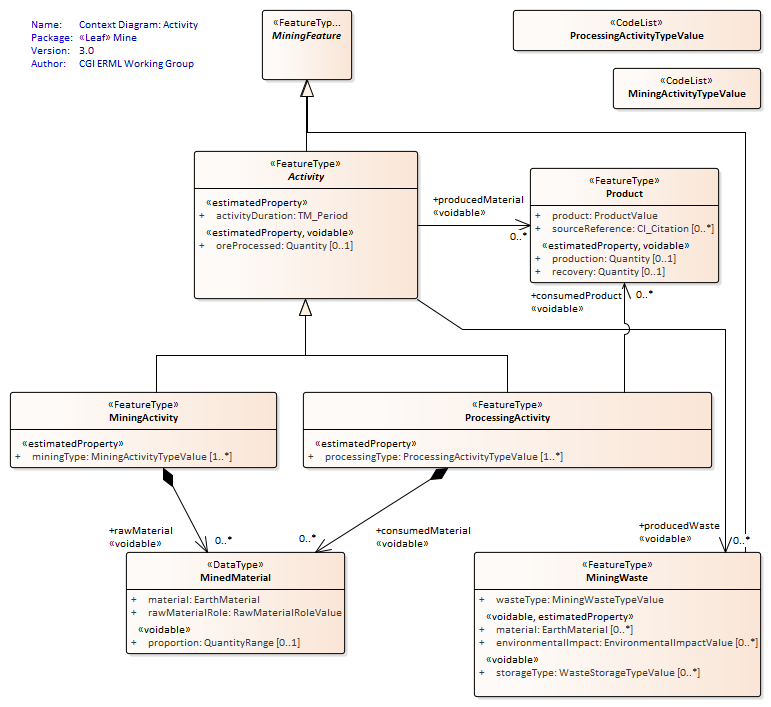 Name: Context Diagram: Activity
Package: «Leaf» Mine
Version: 3.0
Author: CGI ERML Working Group
«FeatureTyp...
MiningFeature
«CodeList»
ProcessingActivityTypeValue
«CodeList»
MiningActivityTypeValue
«FeatureType»
Activity
«estimatedProperty»
+ activityDuration: TM_Period
«estimatedProperty, voidable»
+ oreProcessed: Quantity [0..1]
+producedMaterial
«voidable»
0..*
«FeatureType»
Product
+ product: ProductValue
+ sourceReference: CI_Citation [0..*]
«estimatedProperty, voidable»
+ production: Quantity [0..1]
+ recovery: Quantity [0..1]
+consumedProduct 0..*
«voidable»
«FeatureType»
MiningActivity
«estimatedProperty»
+ miningType: MiningActivityTypeValue [1..*]
«FeatureType»
ProcessingActivity
«estimatedProperty»
+ processingType: ProcessingActivityTypeValue [1..*]
+rawMaterial
«voidable»
0..*
0..*
+consumedMaterial
«voidable»
+producedWaste
«voidable»
0..*
«DataType»
MinedMaterial
+ material: EarthMaterial
+ rawMaterialRole: RawMaterialRoleValue
«voidable»
+ proportion: QuantityRange [0..1]
«FeatureType»
MiningWaste
+ wasteType: MiningWasteTypeValue
«voidable, estimatedProperty»
+ material: EarthMaterial [0..*]
+ environmentalImpact: EnvironmentalImpactValue [0..*]
«voidable»
+ storageType: WasteStorageTypeValue [0..*]